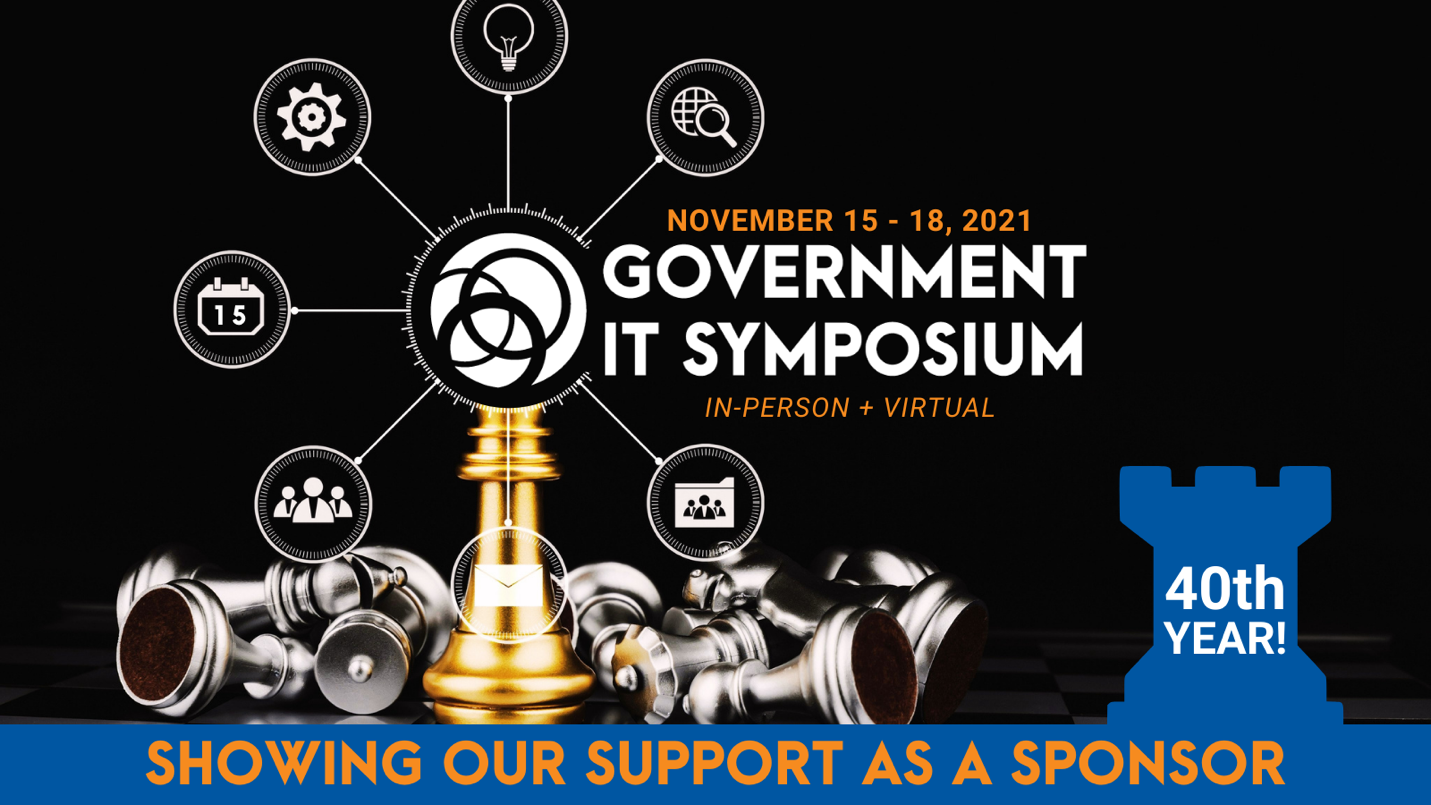 NOVEMBER 15 - 18, 2021
GOVERNMENT
IT SYMPOSIUM
IN-PERSON + VIRTUAL
15
40th
YEAR!
SHOWING OUR SUPPORT AS A SPONSOR